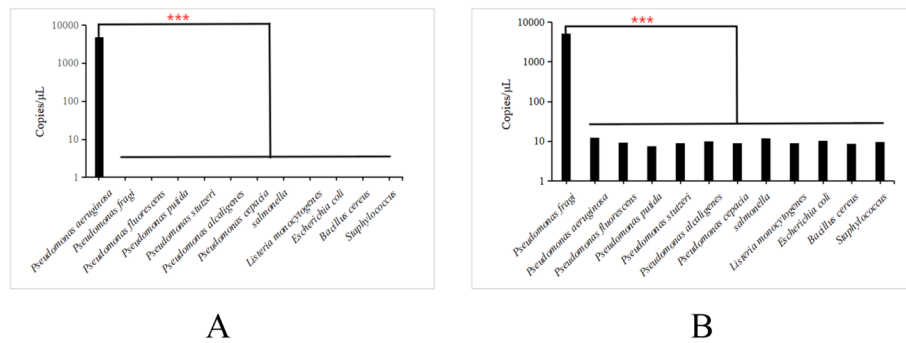 ***
10000
1000
100
10
1
Copies/μL
Pseudomonas aeruginosa
Pseudomonas fragi
Pseudomonas fluorescens
Pseudomonas putida
Pseudomonas stutzeri
Pseudomonas alcaligenes
Pseudomonas cepacia
salmonella
Listeria monocytogenes
Escherichia coli
Bacillus cereus
Staphylococcus
A
***
10000
1000
100
10
1
Copies/μL
Pseudomonas fragi
Pseudomonas aeruginosa
Pseudomonas fluorescens
Pseudomonas putida
Pseudomonas stutzeri
Pseudomonas alcaligenes
Pseudomonas cepacia
salmonella
Listeria monocytogenes
Escherichia coli
Bacillus cereus
Staphylococcus
B